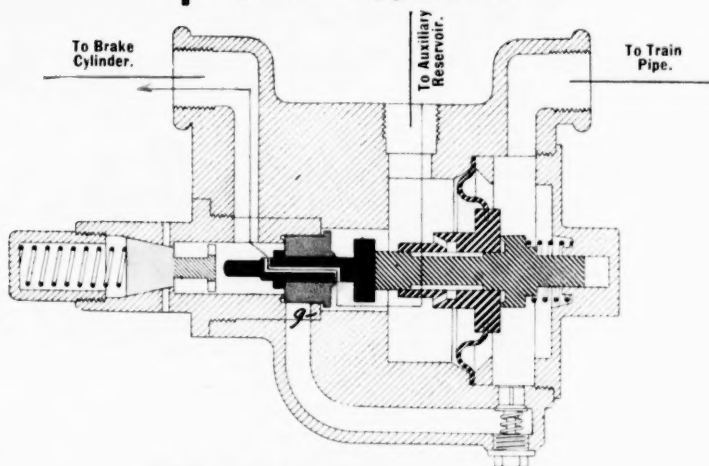 To Brake
Cylinder.
To Auxiliary
Reservoir.
To Train
Pipe.
g